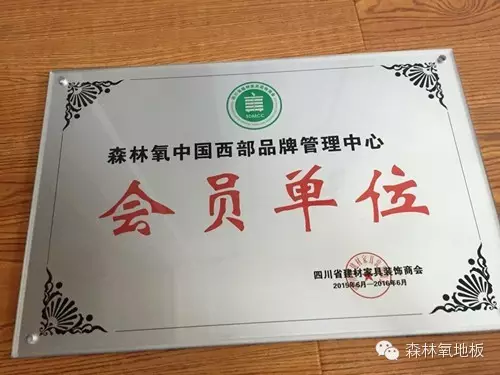 SBMCC
森林氧中国西部品牌管理中心
会员单位
四川省建材家具装饰商会
2015年6月—2016年6月
森林氧地板